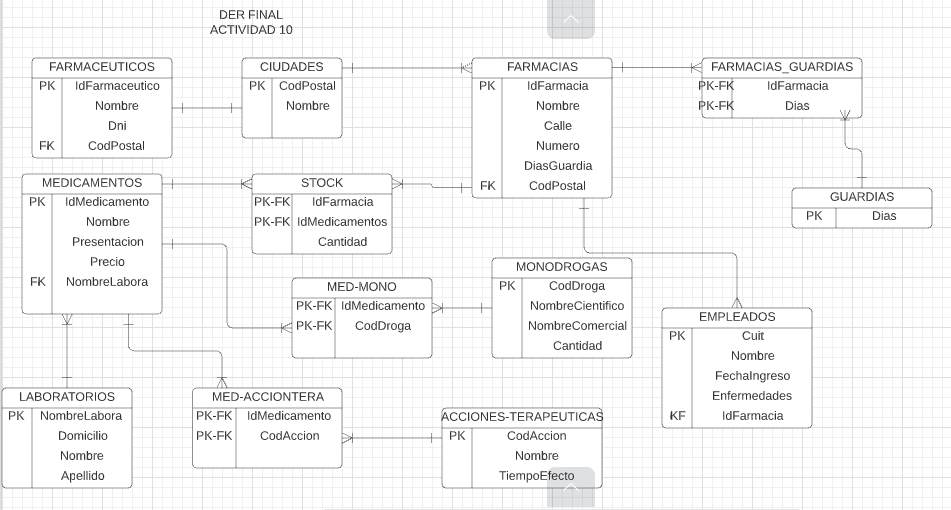 DER FINAL
ACTIVIDAD 10
FARMACEUTICOS
PK IdFarmaceutico
Nombre
Dni
FK CodPostal
CIUDADES
PK CodPostal
Nombre
FARMACIAS
PK IdFarmacia
Nombre
Calle
Numero
DiasGuardia
FK CodPostal
FARMACIAS_GUARDIAS
PK-FK IdFarmacia
PK-FK Dias
MEDICAMENTOS
PK IdMedicamento
Nombre
Presentacion
Precio
FK NombreLabora
STOCK
PK-FK IdFarmacia
PK-FK IdMedicamentos
Cantidad
GUARDIAS
PK Dias
MED-MONO
PK-FK IdMedicamento
PK-FK CodDroga
MONODROGAS
PK CodDroga
NombreCientifico
NombreComercial
Cantidad
EMPLEADOS
PK Cuit
Nombre
FechaIngreso
Enfermedades
KF IdFarmacia
LABORATORIOS
PK NombreLabora
Domicilio
Nombre
Apellido
MED-ACCIONTERA
PK-FK IdMedicamento
PK-FK CodAccion
ACCIONES-TERAPEUTICAS
PK CodAccion
Nombre
TiempoEfecto